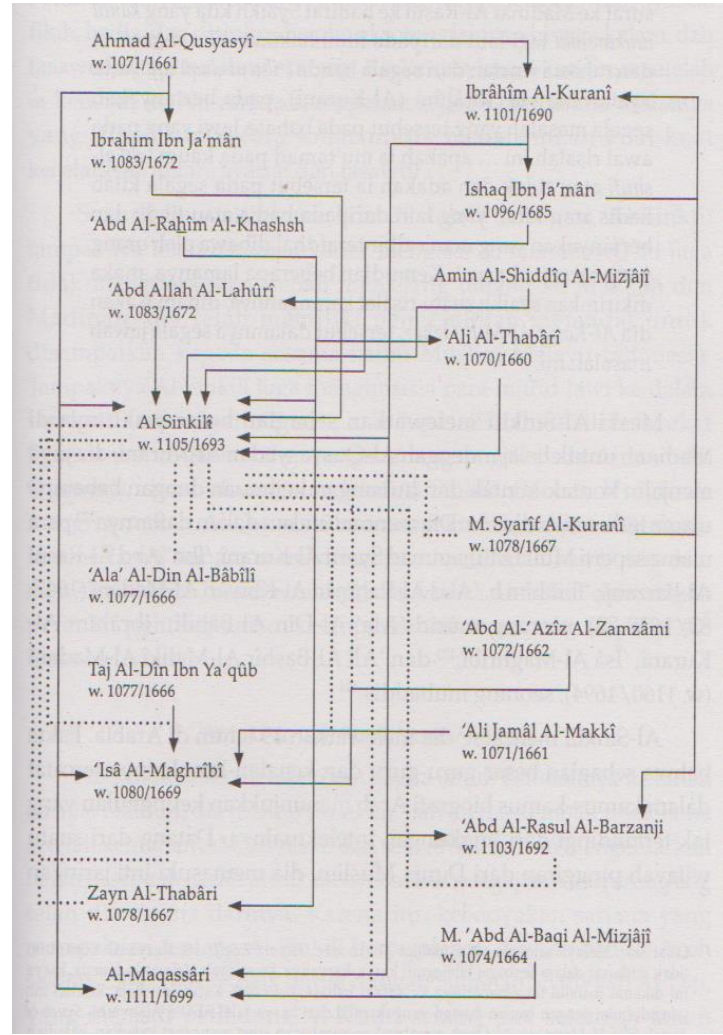 Ahmad Al-Qusyasyî
w. 1071/1661
Ibrâhîm Al-Kuranî
w. 1101/1690
Ibrahim Ibn Ja'mân
w. 1083/1672
Ishaq Ibn Ja'mân
w. 1096/1685
'Abd Al-Rahîm Al-Khashsh
Amin Al-Shiddîq Al-Mizjâjî
'Abd Allah Al-Lahûrî
w. 1083/1672
'Ali Al-Thabârî
w. 1070/1660
Al-Sinkili
w. 1105/1693
M. Syarîf Al-Kuranî
w. 1078/1667
'Ala' Al-Din Al-Bâbîlî
w. 1077/1666
'Abd Al-'Azîz Al-Zamzâmi
w. 1072/1662
Taj Al-Dîn Ibn Ya'qûb
w. 1077/1666
'Ali Jamâl Al-Makkî
w. 1071/1661
'Isâ Al-Maghrîbî
w. 1080/1669
'Abd Al-Rasul Al-Barzanji
w. 1103/1692
Zayn Al-Thabâri
w. 1078/1667
M. 'Abd Al-Baqi Al-Mizjâjî
w. 1074/1664
Al-Maqassâri
w. 1111/1699